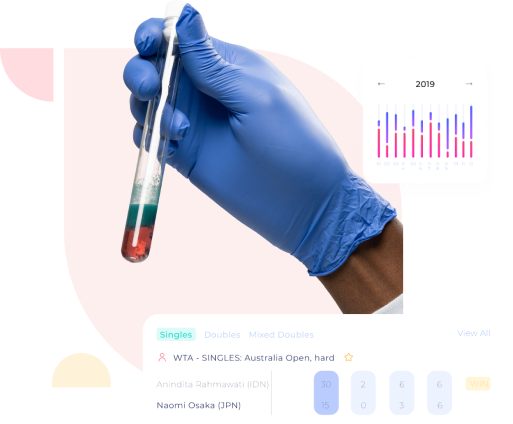 ← 2019 →
Singles Doubles Mixed Doubles View All
WTA - SINGLES: Australia Open, hard
Anindita Rahmawati (IDN) 30 2 6 6 WIN
Naomi Osaka (JPN) 15 0 3 6